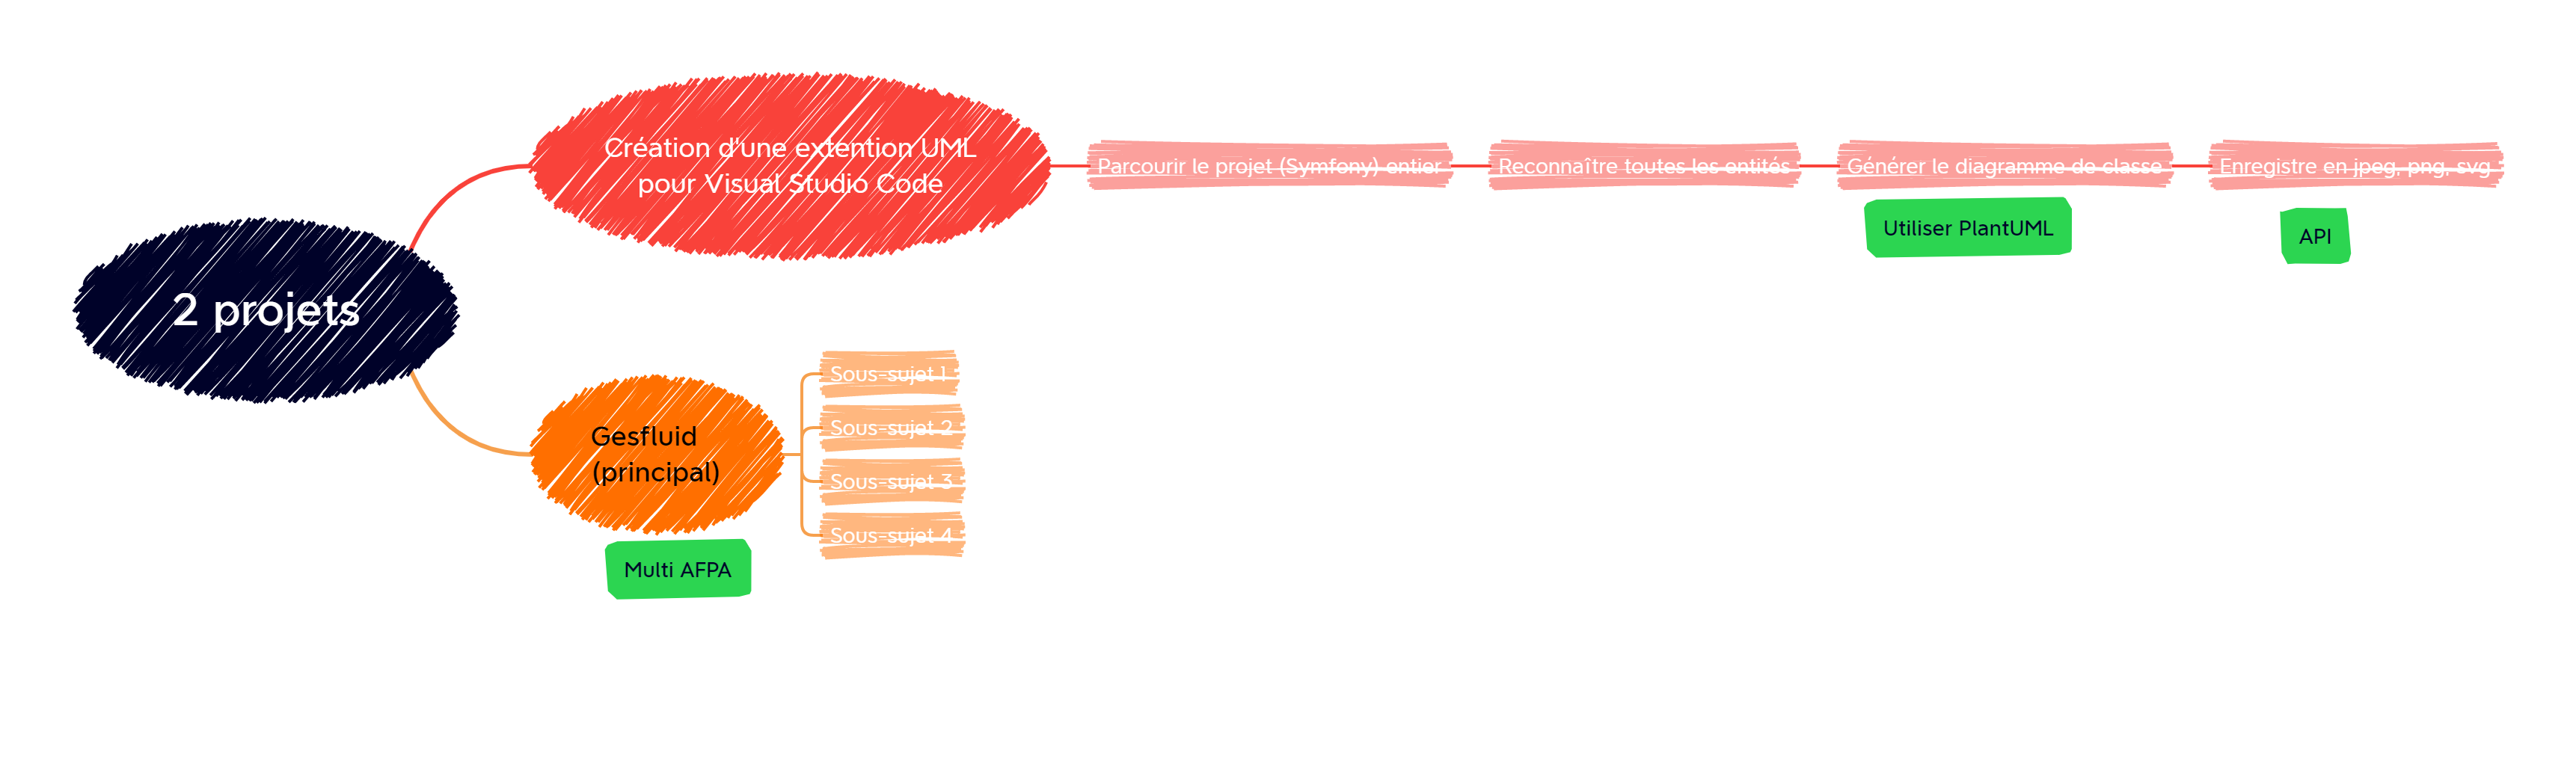 2 projets
Création d'une extention UML
pour Visual Studio Code
Parcourir le projet (Symfony) entier
Reconnaître toutes les entités
Générer le diagramme de classe
Utiliser PlantUML
Enregistre en jpeg, png, svg
API
Gesfluid
(principal)
Multi AFPA
Sous-sujet 1
Sous-sujet 2
Sous-sujet 3
Sous-sujet 4